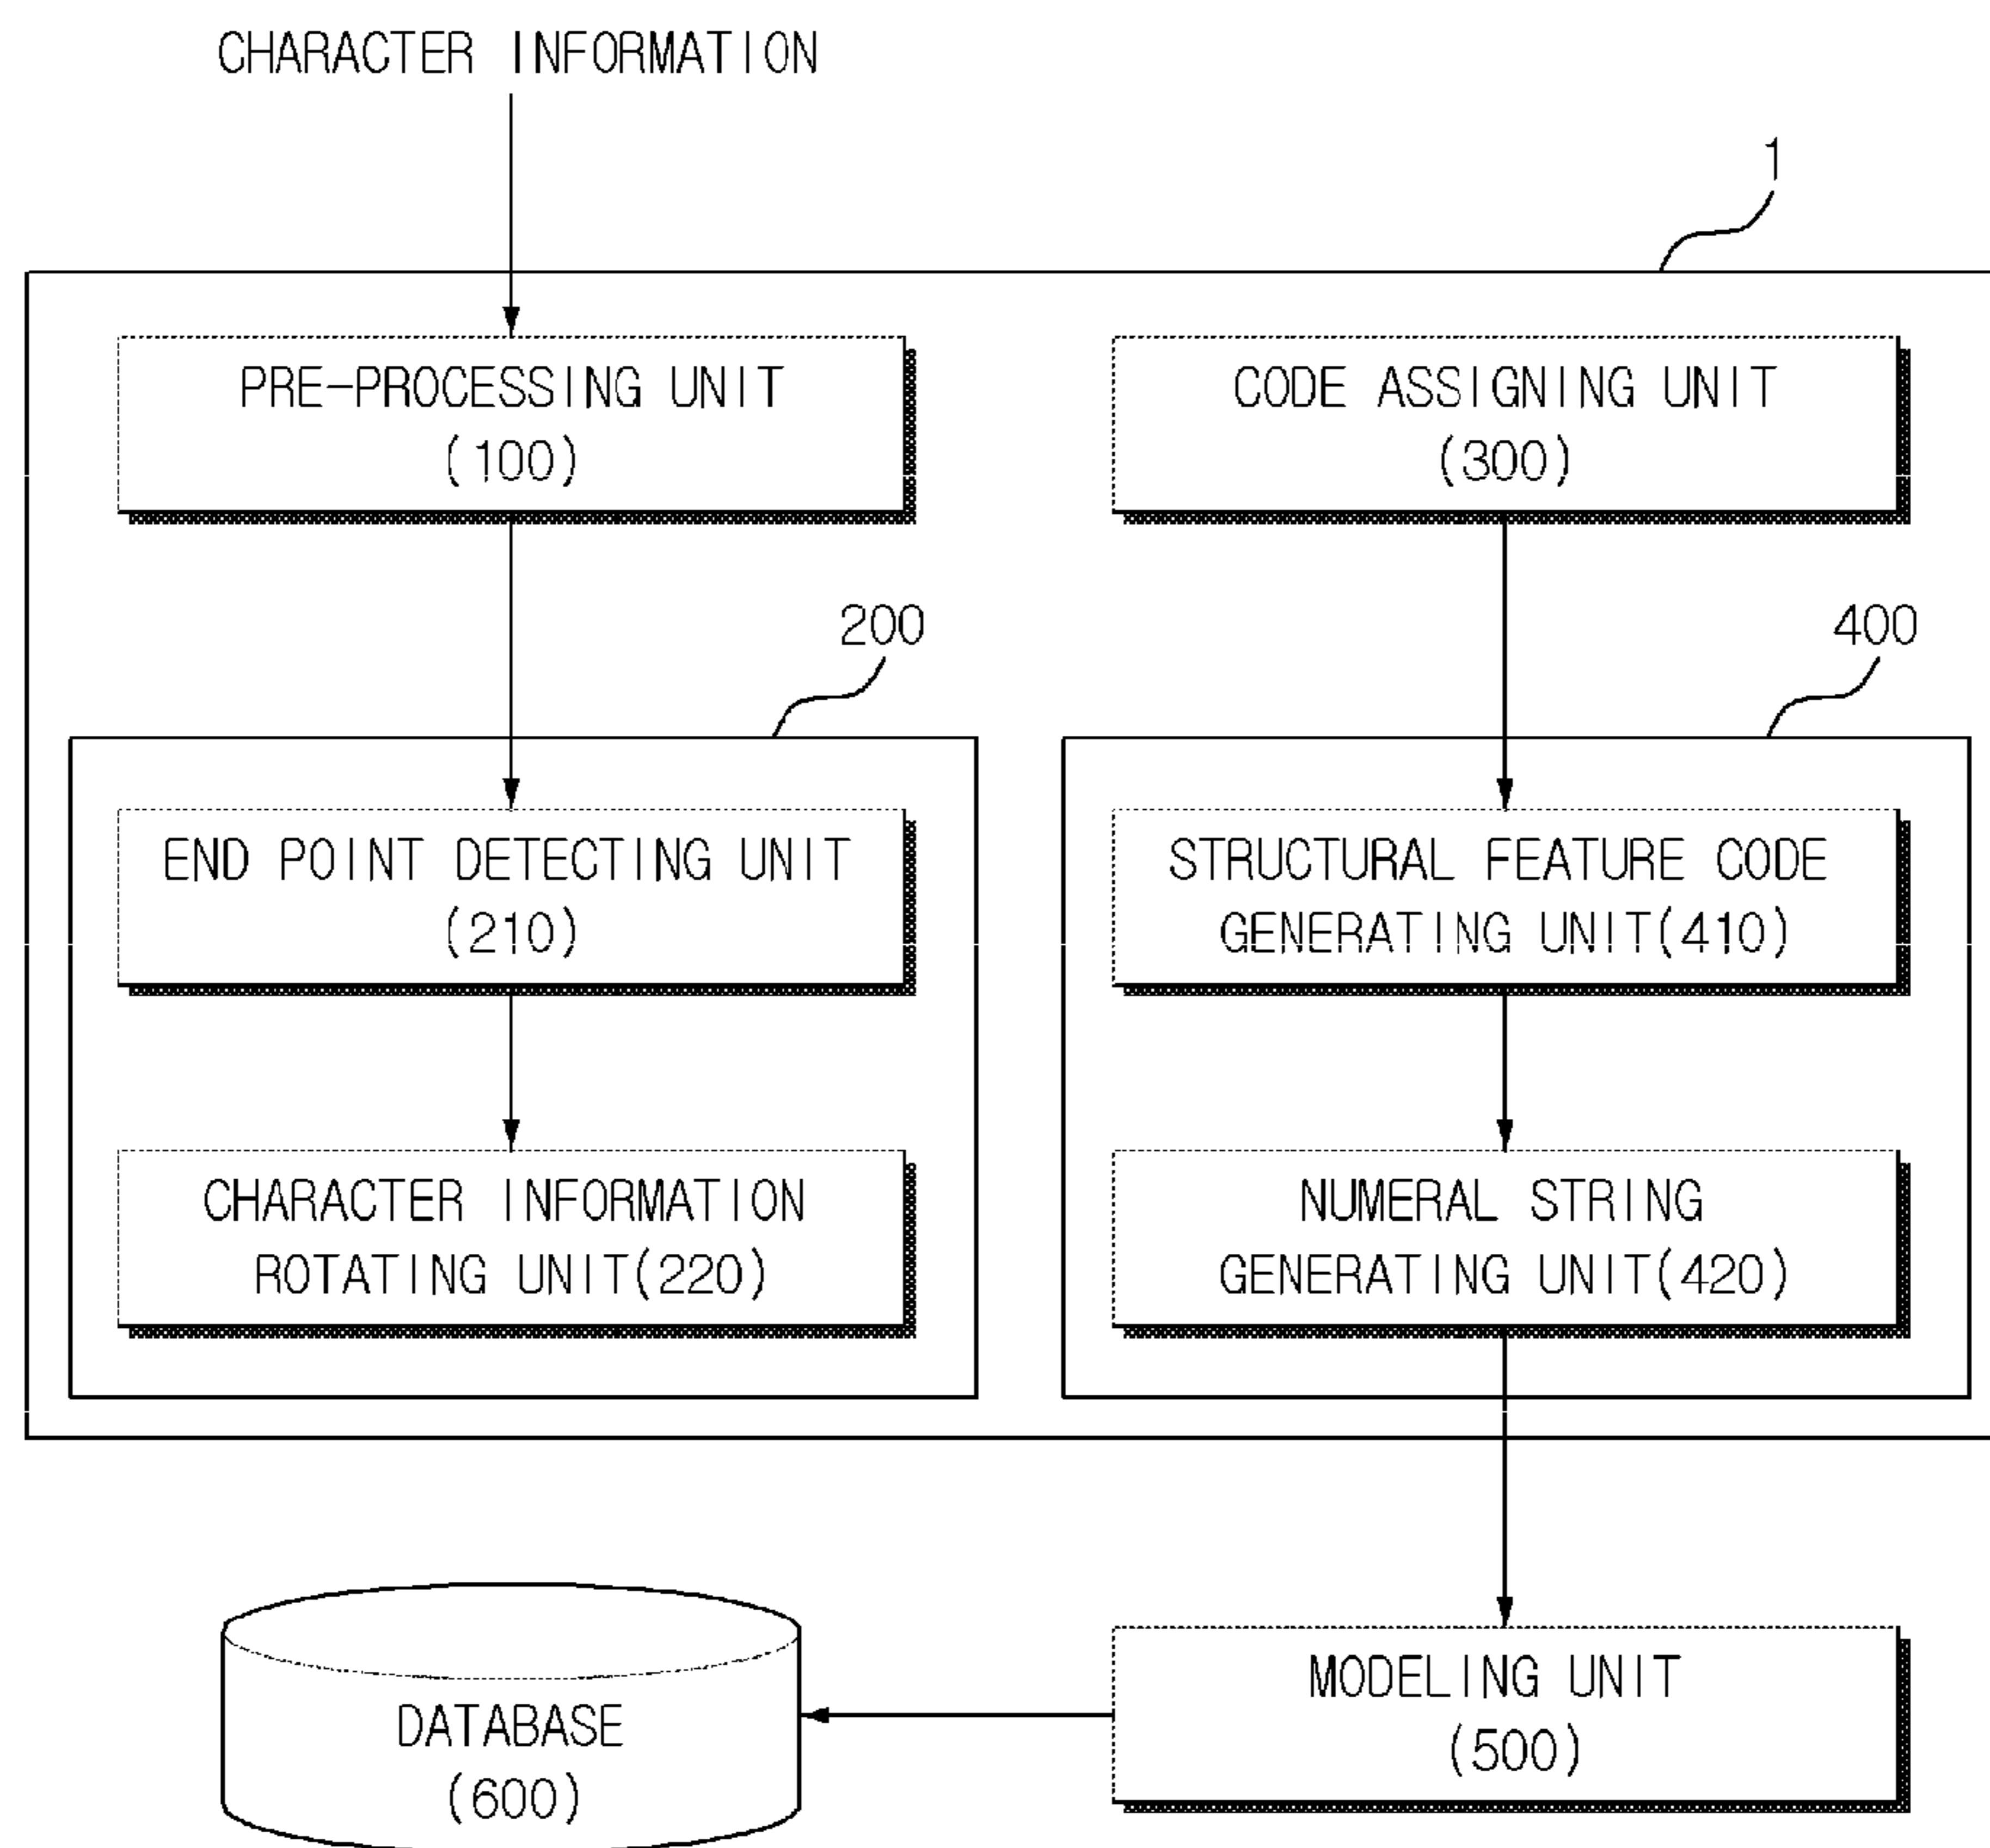 CHARACTER INFORMATION
1
PRE-PROCESSING UNIT
(100)
CODE ASSIGNING UNIT
(300)
200
400
END POINT DETECTING UNIT
(210)
STRUCTURAL FEATURE CODE
GENERATING UNIT(410)
CHARACTER INFORMATION
ROTATING UNIT(220)
NUMERAL STRING
GENERATING UNIT(420)
DATABASE
(600)
MODELING UNIT
(500)